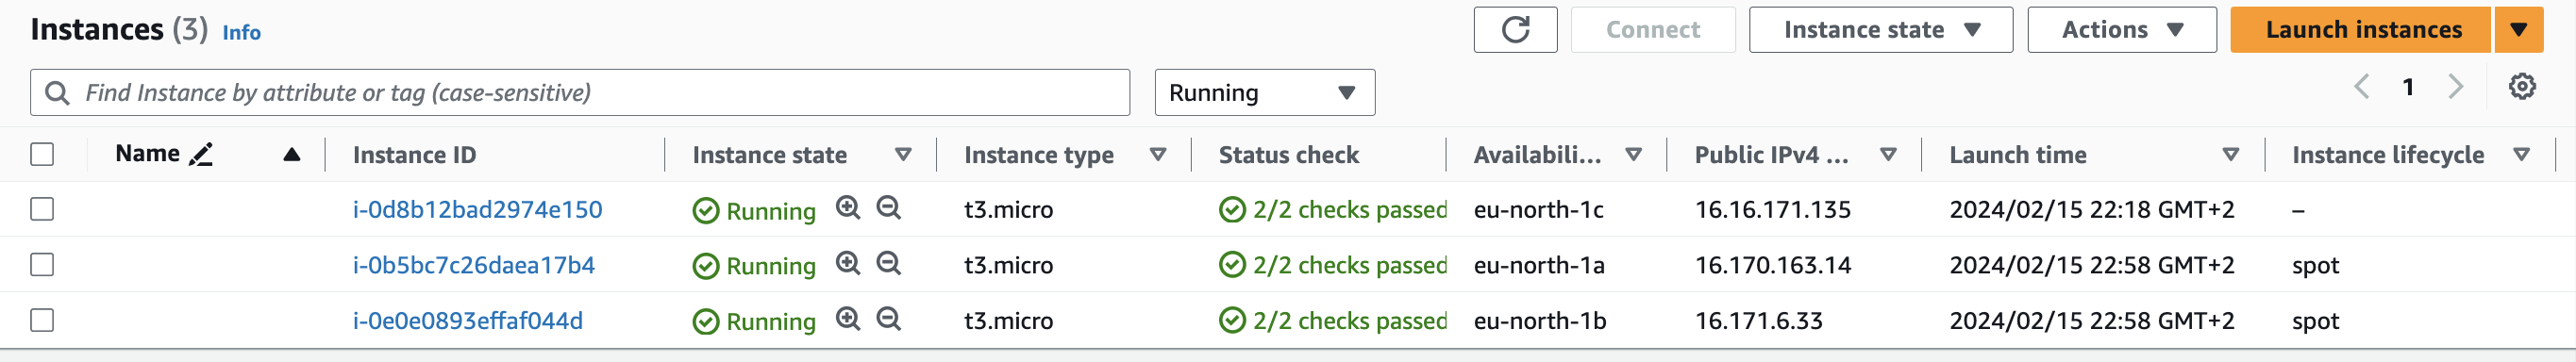 Instances (3) Info Connect Instance state Actions Launch instances
Find Instance by attribute or tag (case-sensitive) Running 1
Name Instance ID Instance state Instance type Status check Availabili... Public IPv4 ... Launch time Instance lifecycle
i-0d8b12bad2974e150 Running t3.micro 2/2 checks passed eu-north-1c 16.16.171.135 2024/02/15 22:18 GMT+2 –
i-0b5bc7c26daea17b4 Running t3.micro 2/2 checks passed eu-north-1a 16.170.163.14 2024/02/15 22:58 GMT+2 spot
i-0e0e0893effaf044d Running t3.micro 2/2 checks passed eu-north-1b 16.171.6.33 2024/02/15 22:58 GMT+2 spot